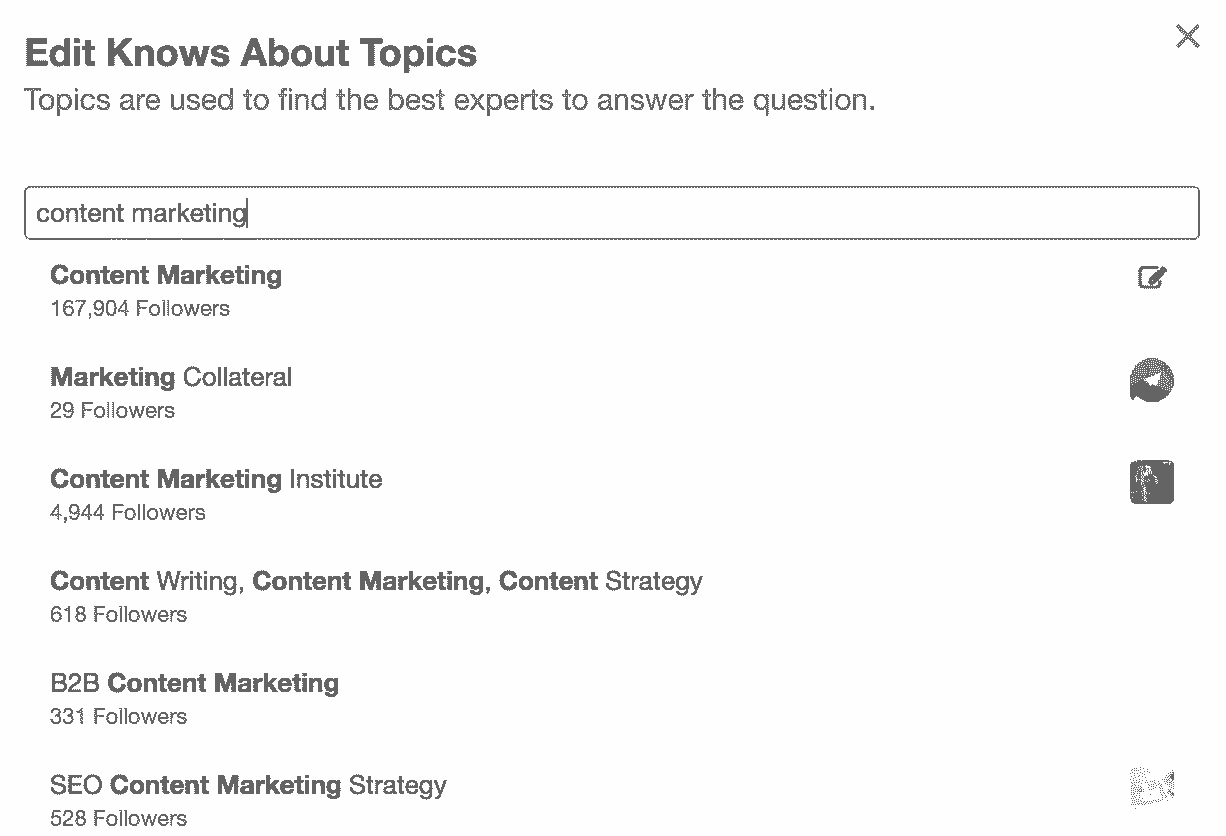 Edit Knows About Topics
Topics are used to find the best experts to answer the question.
content marketing
Content Marketing
167,904 Followers
Marketing Collateral
29 Followers
Content Marketing Institute
4,944 Followers
Content Writing, Content Marketing, Content Strategy
618 Followers
B2B Content Marketing
331 Followers
SEO Content Marketing Strategy
528 Followers